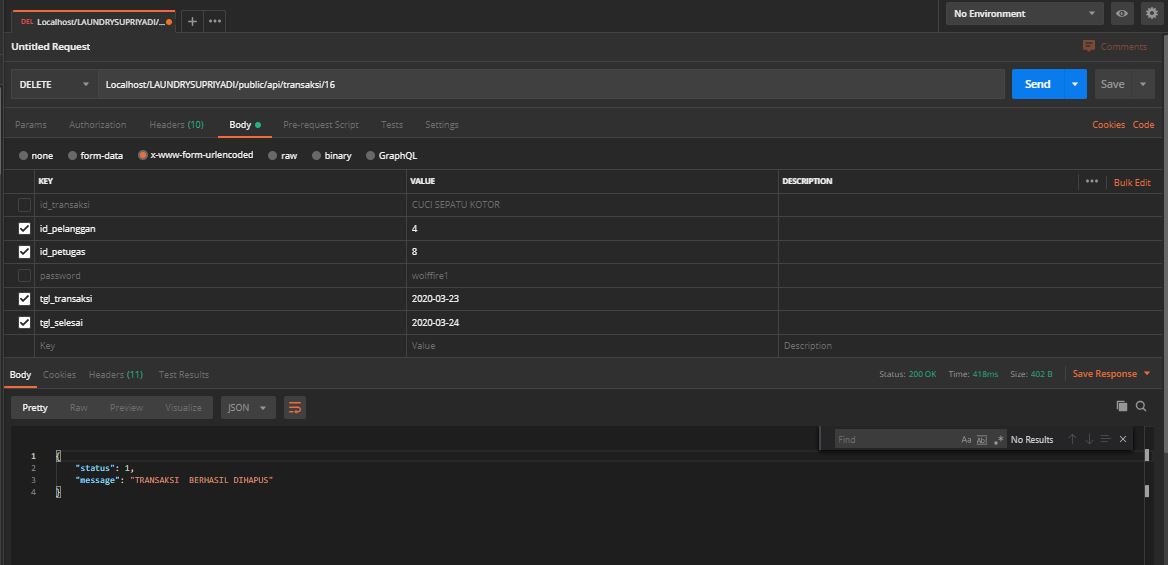 DEL Localhost/LAUNDRYSUPRIYADI/...
No Environment
Untitled Request
Comments
DELETE Localhost/LAUNDRYSUPRIYADI/public/api/transaksi/16 Send Save
Params Authorization Headers (10) Body Pre-request Script Tests Settings Cookies Code
none form-data x-www-form-urlencoded raw binary GraphQL
KEY VALUE DESCRIPTION ••• Bulk Edit
id_transaksi CUCI SEPATU KOTOR
id_pelanggan 4
id_petugas 8
password wolffire1
tgl_transaksi 2020-03-23
tgl_selesai 2020-03-24
Key Value Description
Body Cookies Headers (11) Test Results Status: 200 OK Time: 418ms Size: 402 B Save Response
Pretty Raw Preview Visualize JSON
Find Aa Abl .* No Results
1 {
2 "status": 1,
3 "message": "TRANSAKSI  BERHASIL DIHAPUS"
4 }